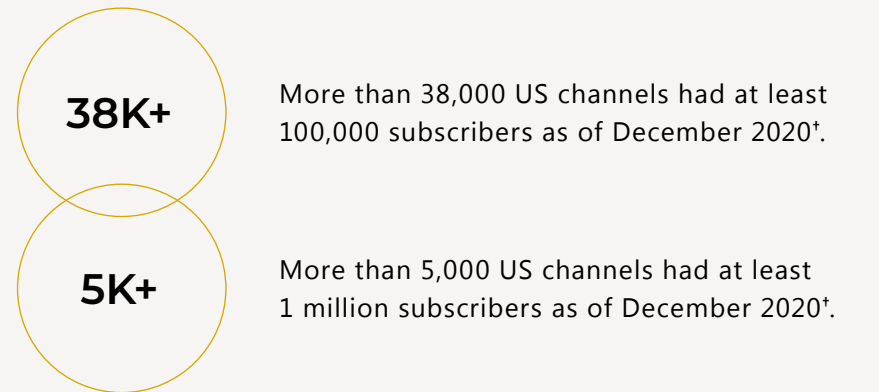 38K+
More than 38,000 US channels had at least
100,000 subscribers as of December 2020†.
5K+
More than 5,000 US channels had at least
1 million subscribers as of December 2020†.